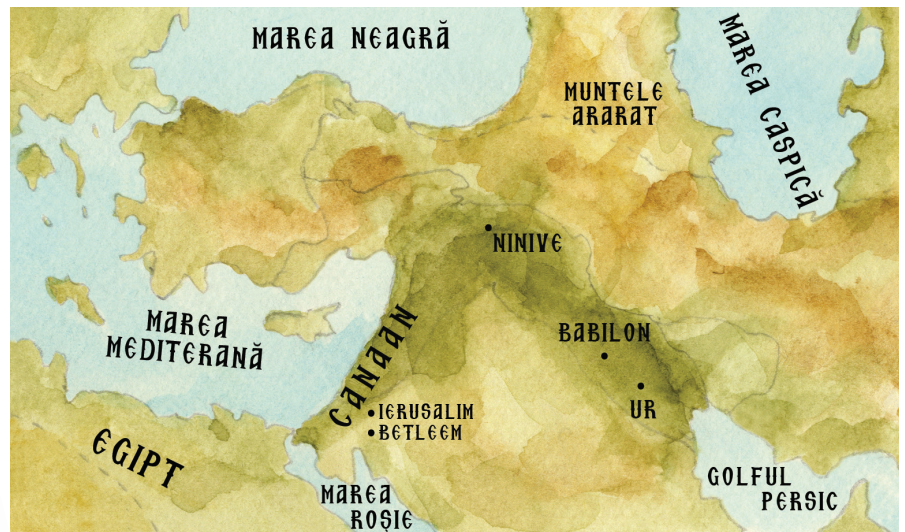 MAREA NEAGRĂ
MAREA CASPICĂ
MUNTELE
ARARAT
NINIVE
MAREA
MEDITERANĂ
CANAAN
BABILON
UR
IERUSALIM
BETLEEM
EGIPT
MAREA
ROȘIE
GOLFUL
PERSIC